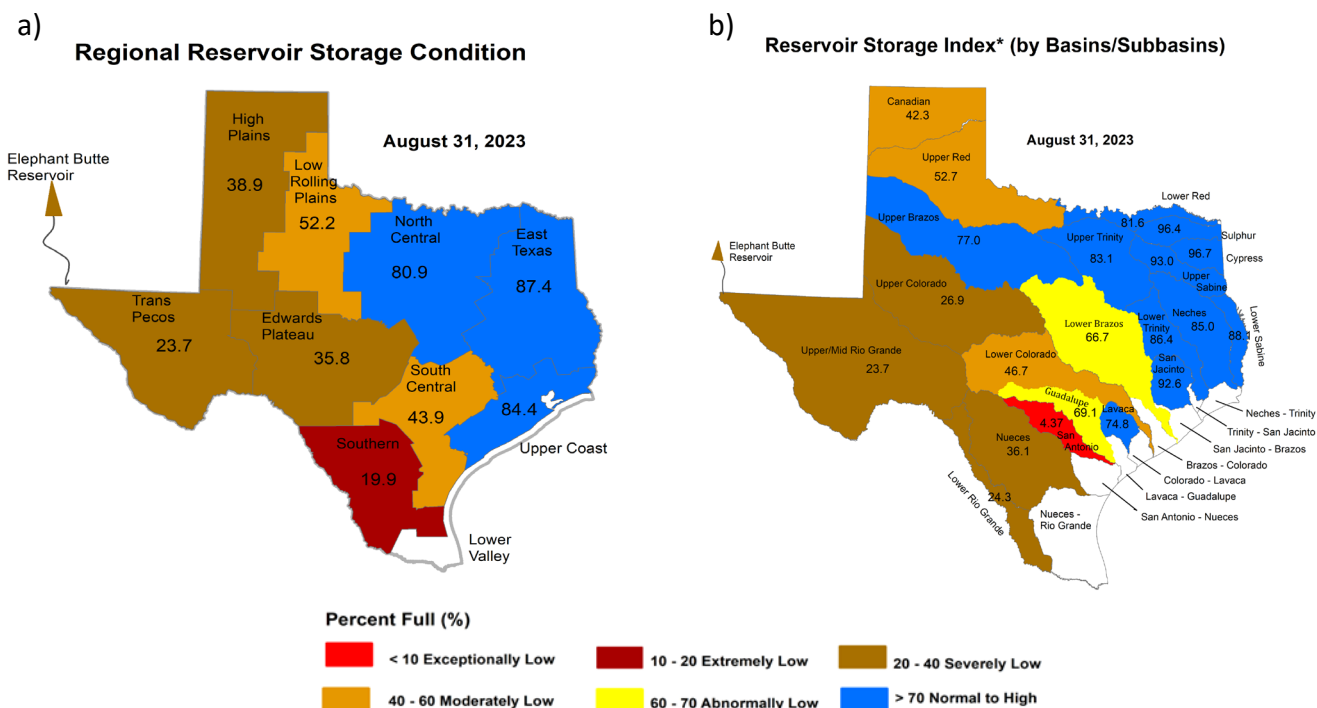 a)
Regional Reservoir Storage Condition
August 31, 2023
Elephant Butte
Reservoir
High
Plains
38.9
Low
Rolling
Plains
52.2
North
Central
80.9
East
Texas
87.4
Trans
Pecos
23.7
Edwards
Plateau
35.8
South
Central
43.9
84.4
Upper Coast
Southern
19.9
Lower
Valley
b)
Reservoir Storage Index* (by Basins/Subbasins)
August 31, 2023
Canadian
42.3
Upper Red
52.7
Lower Red
Upper Brazos
77.0
Upper Trinity
83.1
81.6
96.4
Sulphur
96.7
Cypress
93.0
Upper
Sabine
Elephant Butte
Reservoir
Upper Colorado
26.9
Lower Brazos
66.7
Lower
Trinity
86.4
Neches
85.0
88.1
Lower Sabine
Upper/Mid Rio Grande
23.7
Lower Colorado
46.7
San
Jacinto
92.6
Guadalupe
69.1
Lavaca
74.8
4.37
San
Antonio
Nueces
36.1
24.3
Lower Rio Grande
Nueces -
Rio Grande
Neches - Trinity
Trinity - San Jacinto
San Jacinto - Brazos
Brazos - Colorado
Colorado - Lavaca
Lavaca - Guadalupe
San Antonio - Nueces
Percent Full (%)
< 10 Exceptionally Low
10 - 20 Extremely Low
20 - 40 Severely Low
40 - 60 Moderately Low
60 - 70 Abnormally Low
> 70 Normal to High